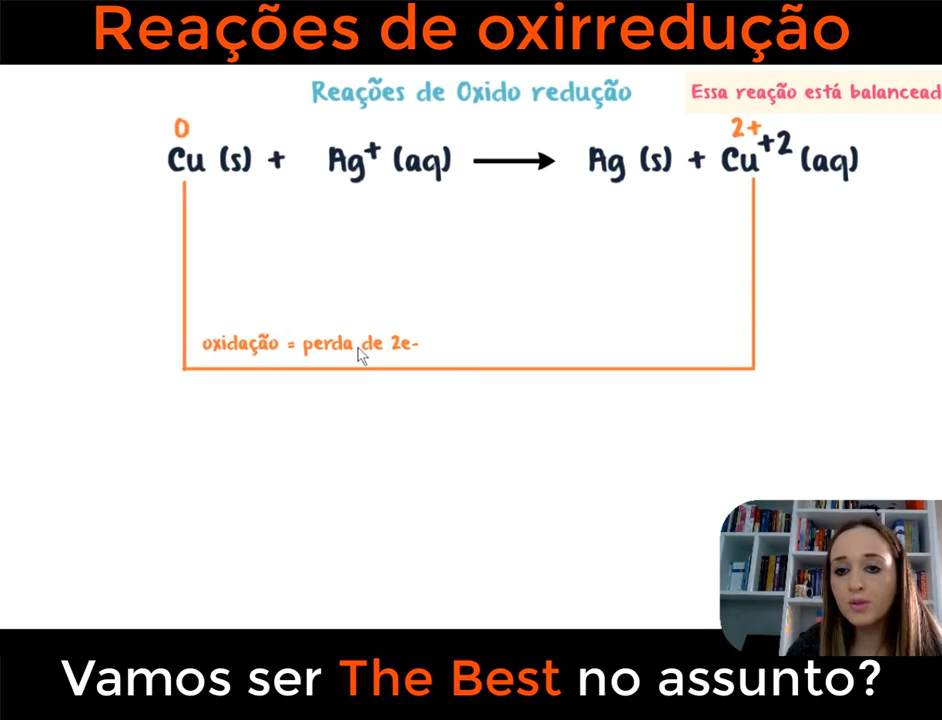 Reações de oxirredução
Reações de Oxido redução
Essa reação está balancead
0
2+
Cu (s) + Ag⁺ (aq) → Ag (s) + Cu⁺² (aq)
oxidação = perda de 2e-
Vamos ser The Best no assunto?